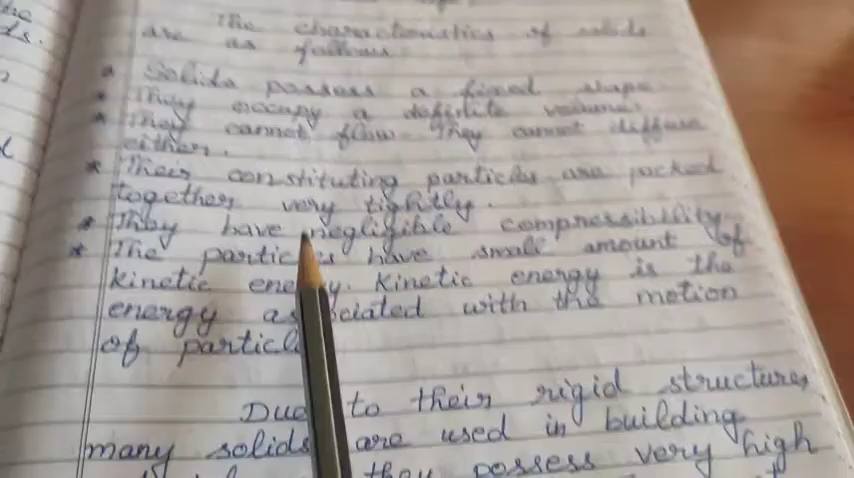 The characteristics of solids
are as follows
* Solids possess a fixed shape
* They occupy a definite volume.
* They cannot flow. They cannot diffuse
either.
* Their constituting particles are packed
together very tightly.
* They have negligible compressibility
* The particles have small amount of
kinetic energy. Kinetic energy is the
energy associated with the motion
of particles
Due to their rigid structures,
many solids are used in building
they possess very high